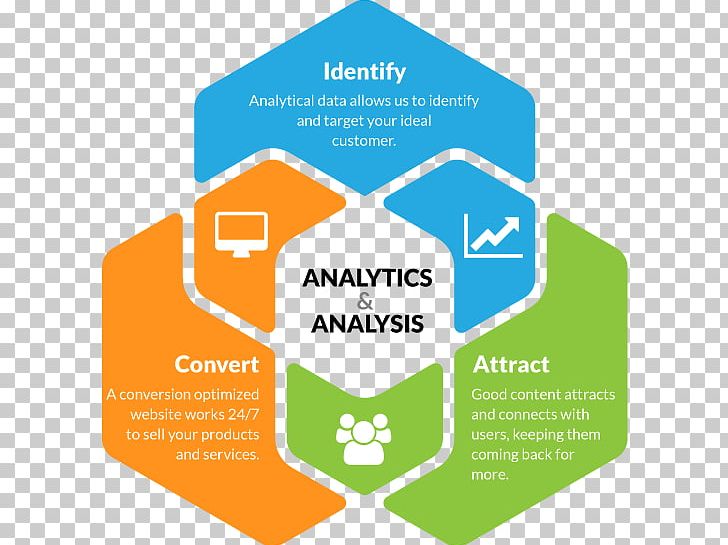 Identify
Analytical data allows us to identify
and target your ideal
customer.
ANALYTICS
&
ANALYSIS
Convert
A conversion optimized
website works 24/7
to sell your products
and services.
Attract
Good content attracts
and connects with
users, keeping them
coming back for
more.